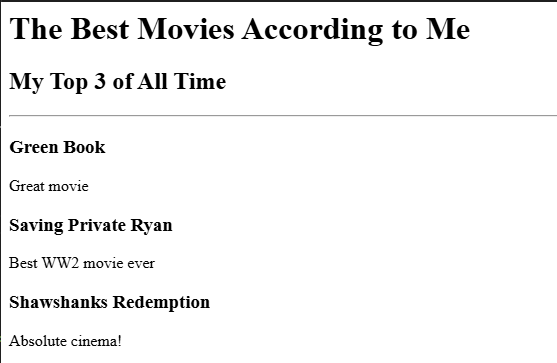 The Best Movies According to Me
My Top 3 of All Time
Green Book
Great movie
Saving Private Ryan
Best WW2 movie ever
Shawshanks Redemption
Absolute cinema!